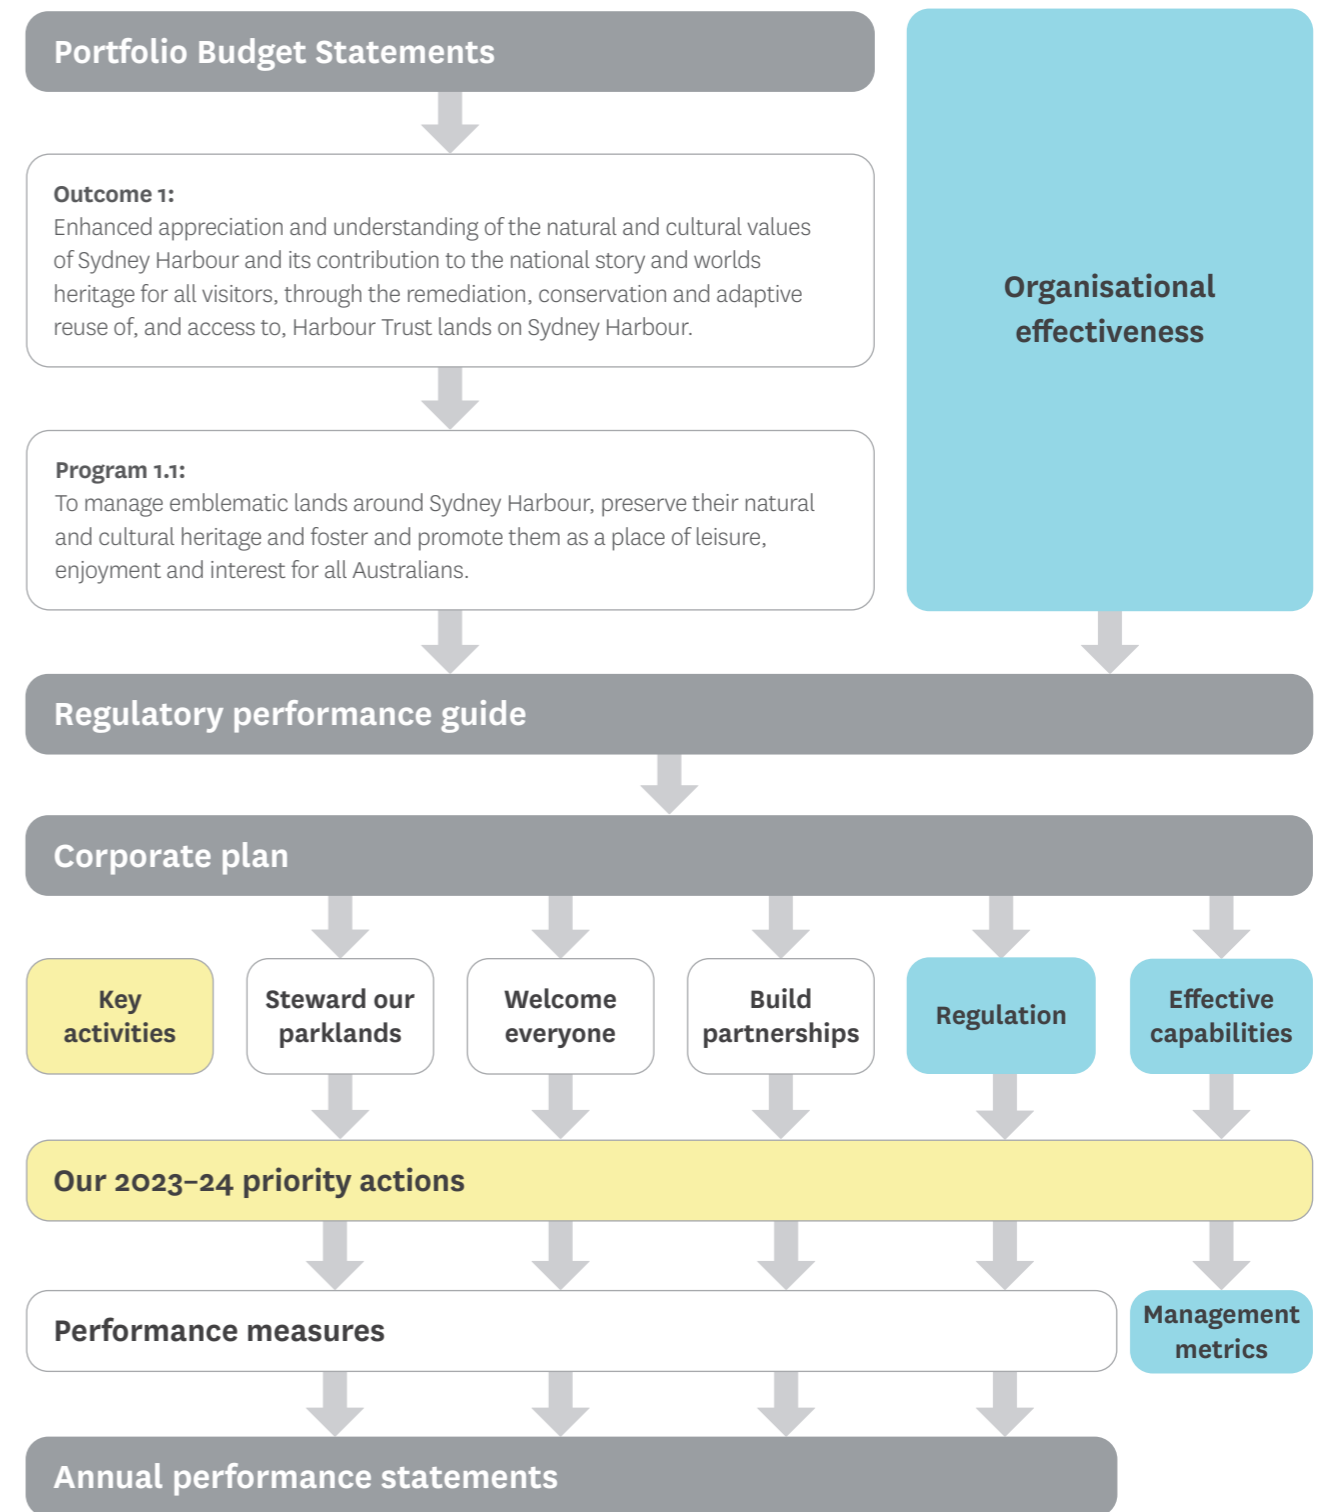 Portfolio Budget Statements
Organisational
effectiveness
Outcome 1:
Enhanced appreciation and understanding of the natural and cultural values
of Sydney Harbour and its contribution to the national story and worlds
heritage for all visitors, through the remediation, conservation and adaptive
reuse of, and access to, Harbour Trust lands on Sydney Harbour.
Program 1.1:
To manage emblematic lands around Sydney Harbour, preserve their natural
and cultural heritage and foster and promote them as a place of leisure,
enjoyment and interest for all Australians.
Regulatory performance guide
Corporate plan
Key
activities
Steward our
parklands
Welcome
everyone
Build
partnerships
Regulation
Effective
capabilities
Our 2023–24 priority actions
Performance measures
Management
metrics
Annual performance statements